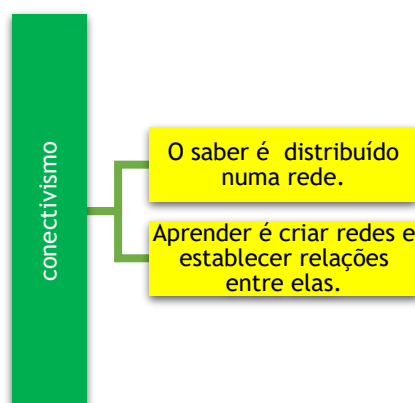 conectivismo
O saber é  distribuído
numa rede.
Aprender é criar redes e
establecer relações
entre elas.